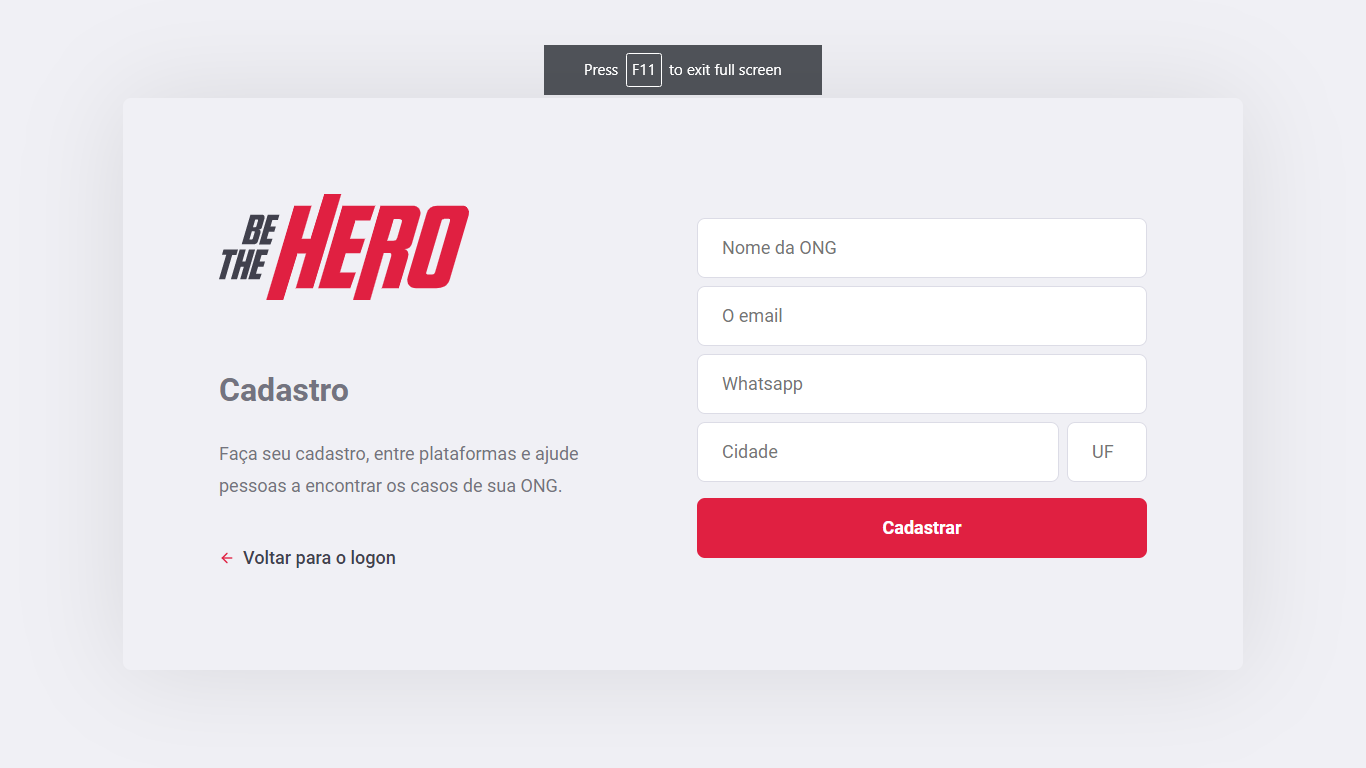 Press F11 to exit full screen
BE
THE
HERO
Cadastro
Faça seu cadastro, entre plataformas e ajude
pessoas a encontrar os casos de sua ONG.
Voltar para o logon
Nome da ONG
O email
Whatsapp
Cidade
UF
Cadastrar